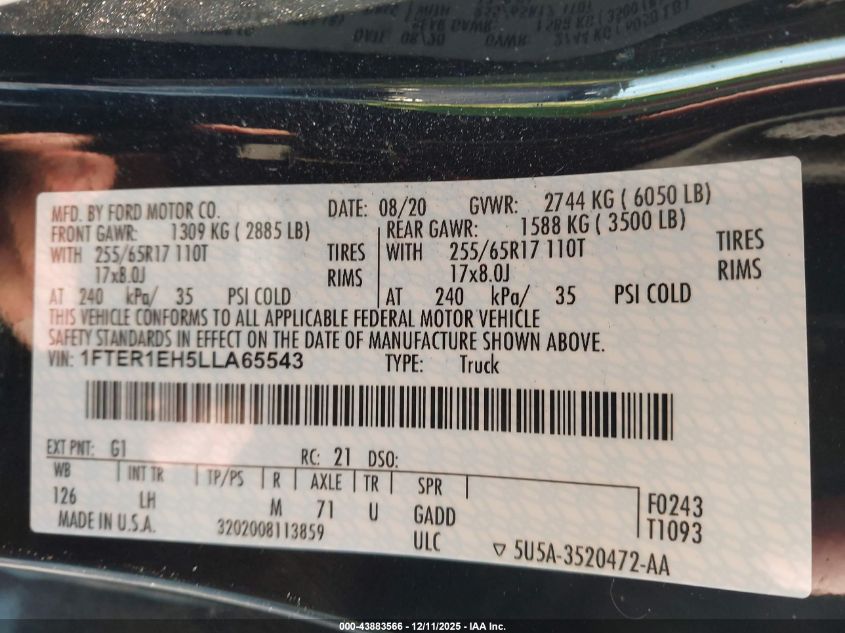 MFD. BY FORD MOTOR CO. DATE: 08/20 GVWR: 2744 KG ( 6050 LB)
FRONT GAWR: 1309 KG ( 2885 LB) REAR GAWR: 1588 KG ( 3500 LB)
WITH 255/65R17 110T TIRES WITH 255/65R17 110T TIRES
17x8.0J RIMS 17x8.0J RIMS
AT 240 kPa/ 35 PSI COLD AT 240 kPa/ 35 PSI COLD
THIS VEHICLE CONFORMS TO ALL APPLICABLE FEDERAL MOTOR VEHICLE
SAFETY STANDARDS IN EFFECT ON THE DATE OF MANUFACTURE SHOWN ABOVE.
VIN: 1FTER1EH5LLA65543 TYPE: Truck
EXT PNT: G1 RC: 21 DSO:
WB INT TR TP/PS R AXLE TR SPR
126 LH M 71 U GADD F0243
MADE IN U.S.A. 3202008113859 ULC T1093
▽ 5U5A-3520472-AA
000-43883566 - 12/11/2025 - IAA Inc.